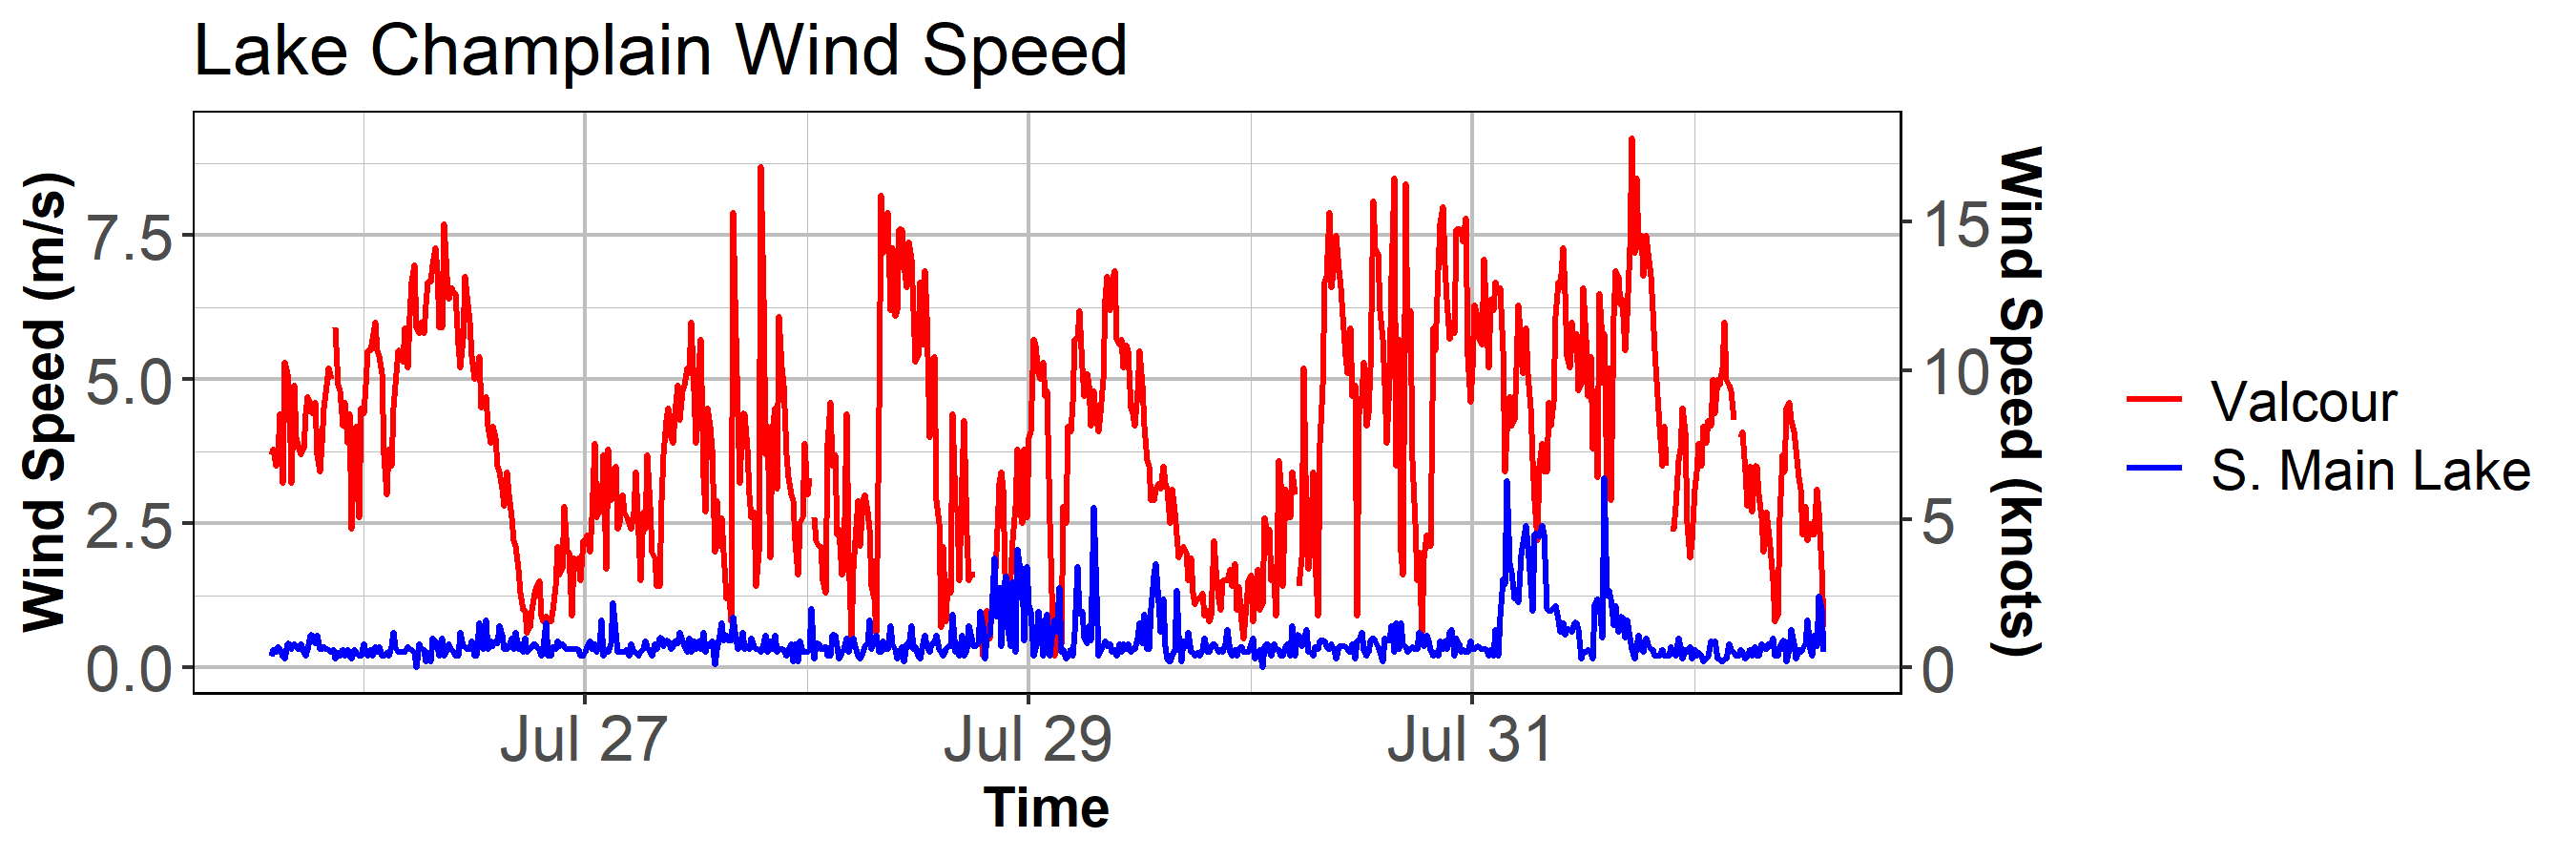 Lake Champlain Wind Speed
Wind Speed (m/s)
7.5
5.0
2.5
0.0
15
10
5
0
Wind Speed (knots)
Jul 27
Jul 29
Jul 31
Time
Valcour
S. Main Lake